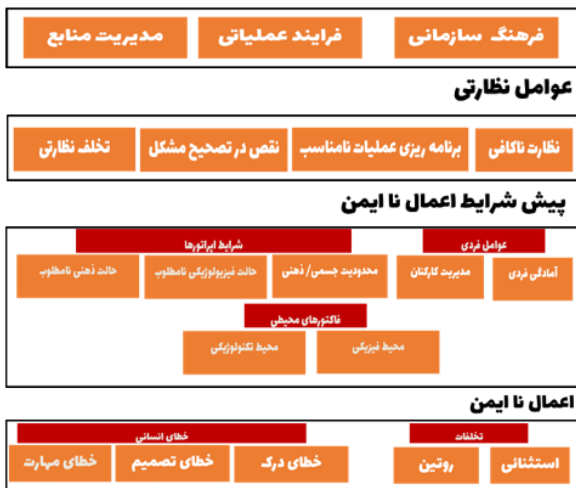 فرهنگ سازمانی فرایند عملیاتی مدیریت منابع
عوامل نظارتی
نظارت ناکافی برنامه ریزی عملیات نامناسب نقص در تصحیح مشکل تخلف نظارتی
پیش شرایط اعمال نا ایمن
عوامل فردی شرایط اپراتورها
آمادگی فردی مدیریت کارکنان محدودیت جسمی/ ذهنی حالت فیزیولوژیکی نامطلوب حالت ذهنی نامطلوب
فاکتورهای محیطی
محیط فیزیکی محیط تکنولوژیکی
اعمال نا ایمن
تخلفات خطای انسانی
استثنائی روتین خطای درک خطای تصمیم خطای مهارت